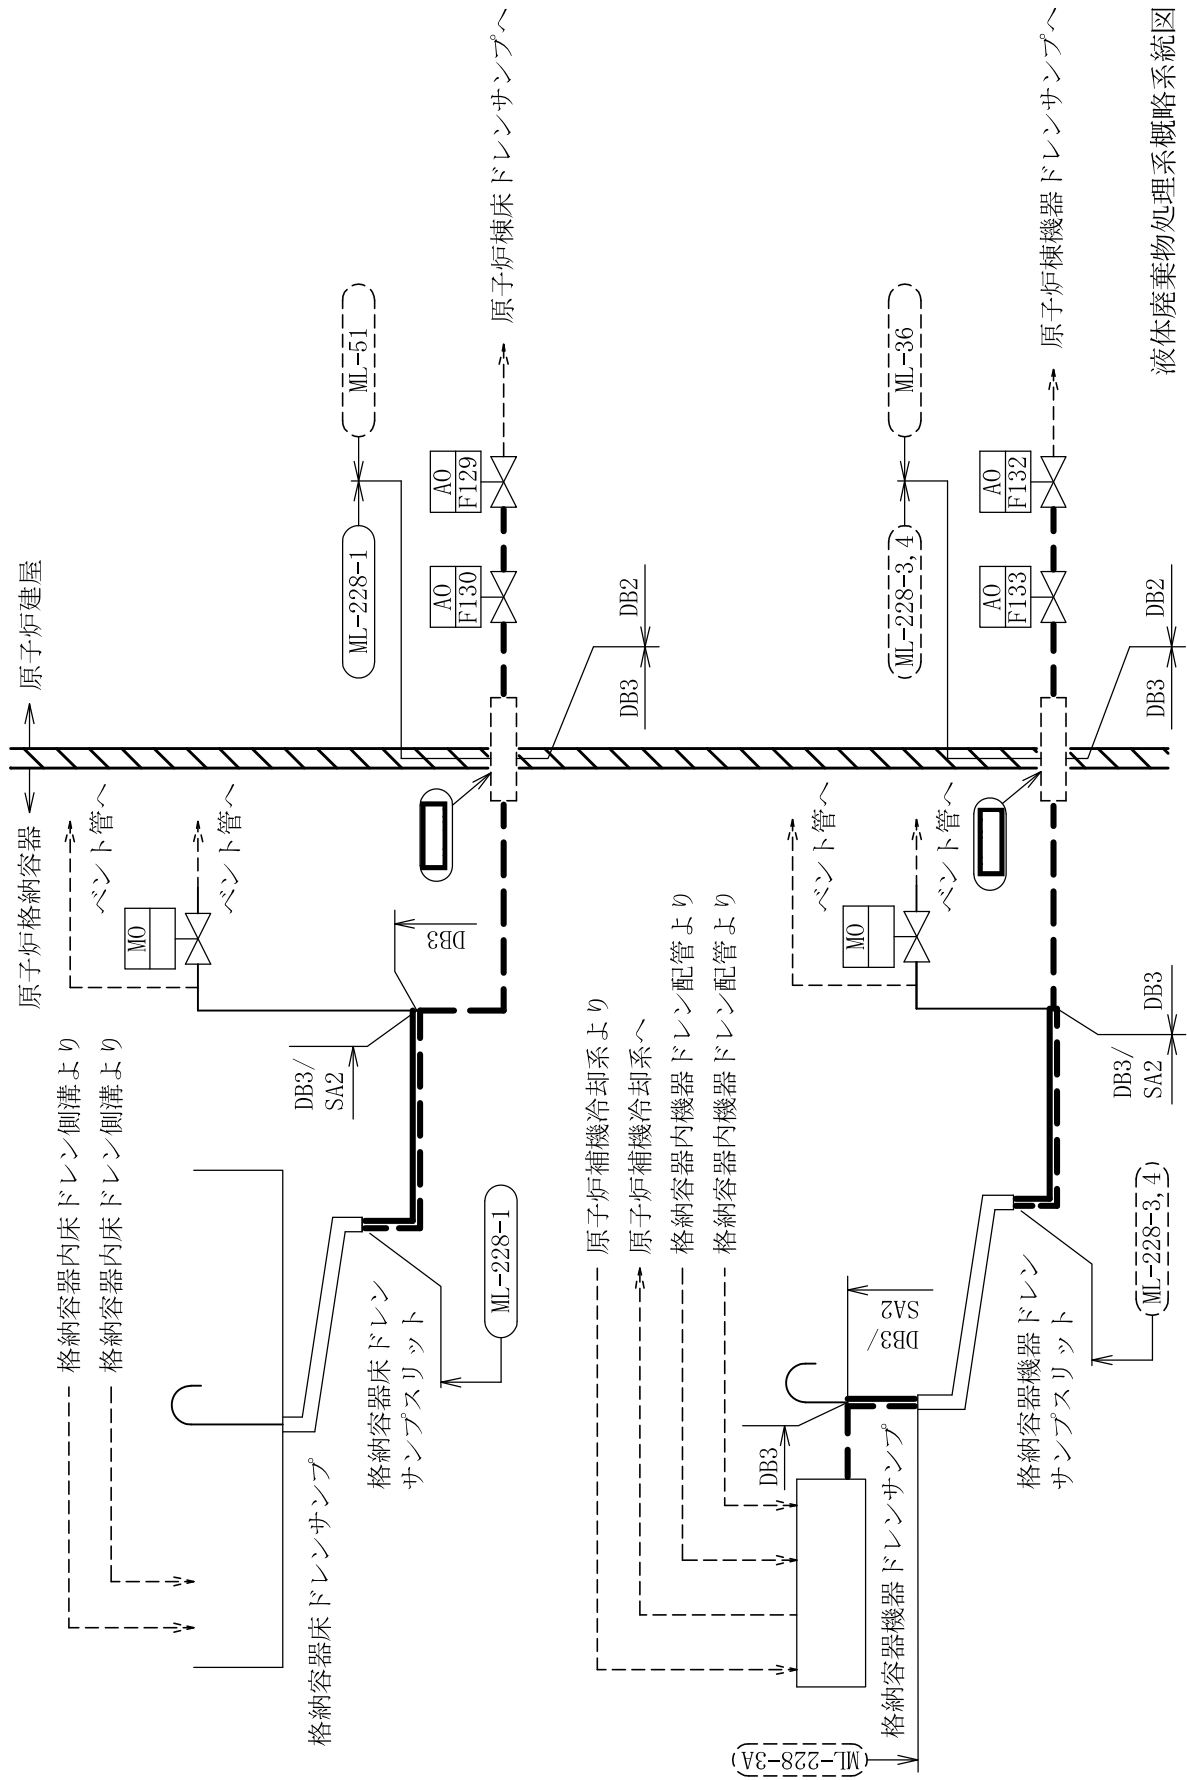 原子炉格納容器
原子炉建屋
格納容器内床ドレン側溝より
格納容器内床ドレン側溝より
ベント管へ
ベント管へ
MO
ML-228-1
ML-51
AO
F130
AO
F129
原子炉棟床ドレンサンプへ
DB3
DB3/
SA2
DB3
DB2
格納容器床ドレンサンプ
格納容器床ドレン
サンプスリット
ML-228-1
原子炉補機冷却系より
原子炉補機冷却系へ
格納容器内機器ドレン配管より
格納容器内機器ドレン配管より
ベント管へ
ベント管へ
MO
ML-228-3, 4
ML-36
AO
F133
AO
F132
原子炉棟機器ドレンサンプへ
DB3
DB3/
SA2
ML-228-3A
格納容器機器ドレンサンプ
格納容器機器ドレン
サンプスリット
ML-228-3, 4
DB3/
SA2
DB3
DB3
DB2
液体廃棄物処理系概略系統図